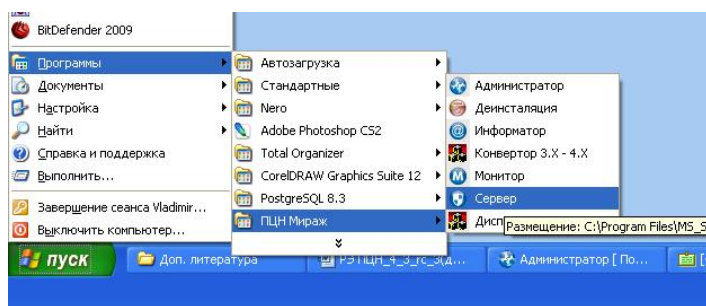 BitDefender 2009
Программы
Документы
Настройка
Найти
Справка и поддержка
Выполнить...
Завершение сеанса Vladimir...
Выключить компьютер...
Автозагрузка
Стандартные
Nero
Adobe Photoshop CS2
Total Organizer
CorelDRAW Graphics Suite 12
PostgreSQL 8.3
ПЦН Мираж
Администратор
Деинсталяция
Информатор
Конвертор 3.X - 4.X
Монитор
Сервер
Дисп
Размещение: C:\Program Files\MS_S
пуск
Доп. литература
РЭ ПЦН_4_3_rc_3(д...
Администратор [ По...